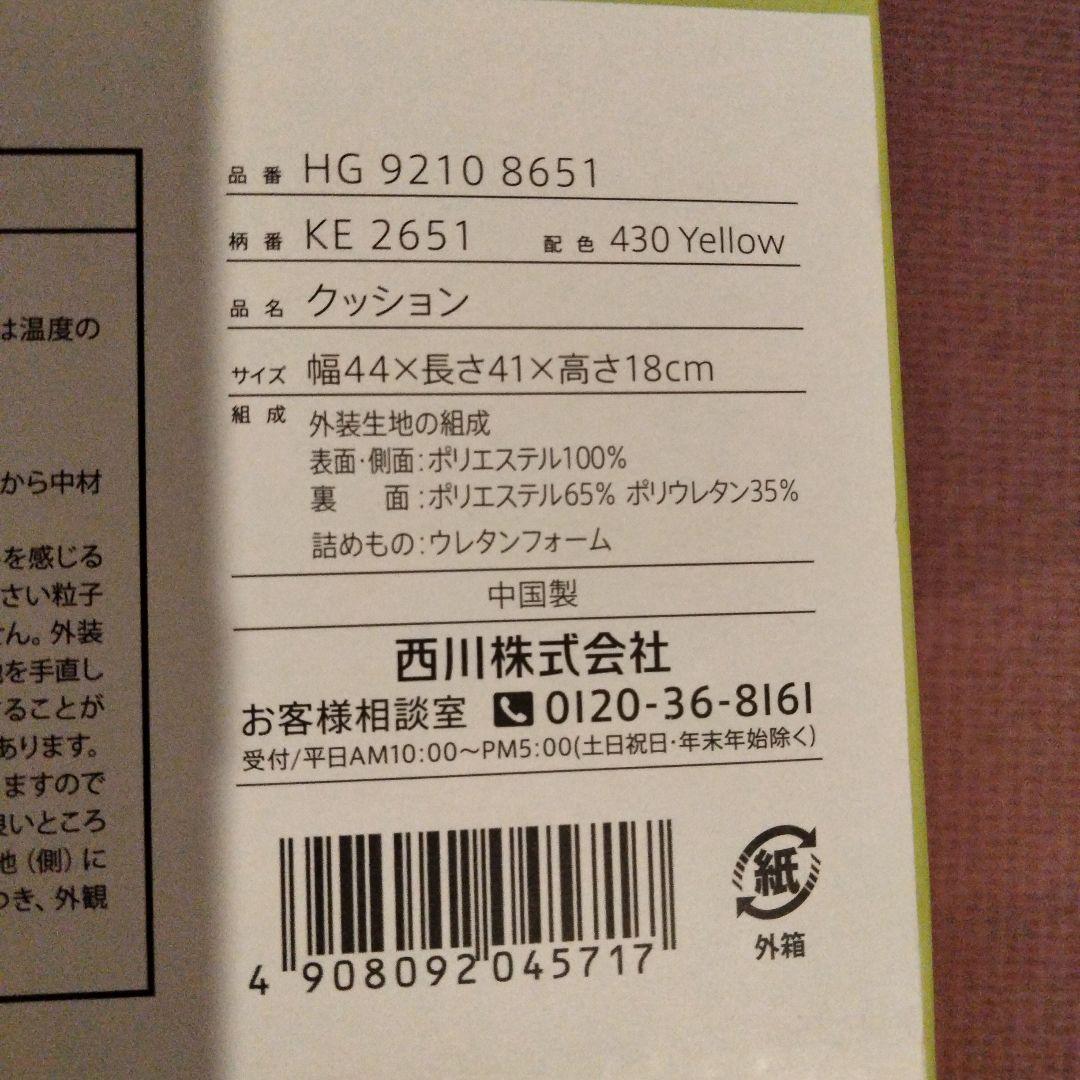 は温度の
から中材
を感じる
さい粒子
せん。外装
地を手直し
ることが
あります。
ますので
良いところ
地（側）に
つき、外観
品番 HG 9210 8651
柄番 KE 2651 配色 430 Yellow
品名 クッション
サイズ 幅44×長さ41×高さ18cm
組成 外装生地の組成
表面・側面：ポリエステル100%
裏面：ポリエステル65% ポリウレタン35%
詰めもの：ウレタンフォーム
中国製
西川株式会社
お客様相談室 0120-36-8161
受付/平日AM10:00～PM5:00(土日祝日・年末年始除く)
4 908092 045717
紙
外箱